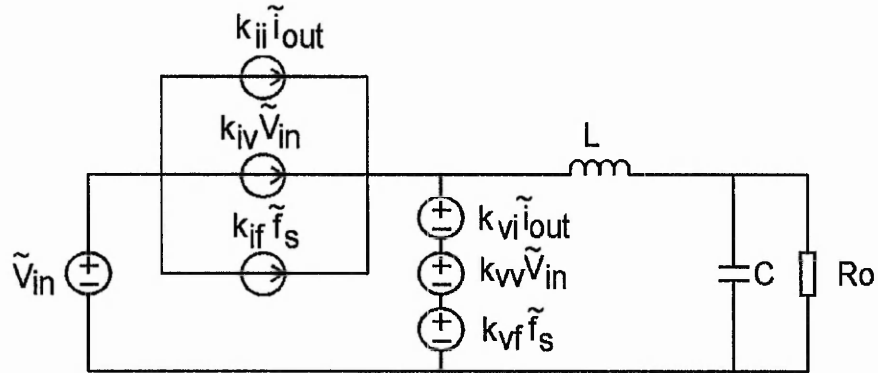 k_ii ĩ_out
k_iv Ṽ_in
L
k_if f̃_s
k_vi ĩ_out
Ṽ_in
k_vv Ṽ_in
C
Ro
k_vf f̃_s